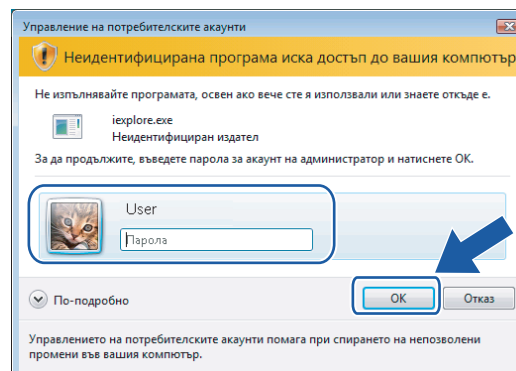 Управление на потребителските акаунти
Неидентифицирана програма иска достъп до вашия компютър
Не изпълнявайте програмата, освен ако вече сте я използвали или знаете откъде е.
iexplore.exe
Неидентифициран издател
За да продължите, въведете парола за акаунт на администратор и натиснете OK.
User
Парола
По-подробно
OK
Отказ
Управлението на потребителските акаунти помага при спирането на непозволени
промени във вашия компютър.